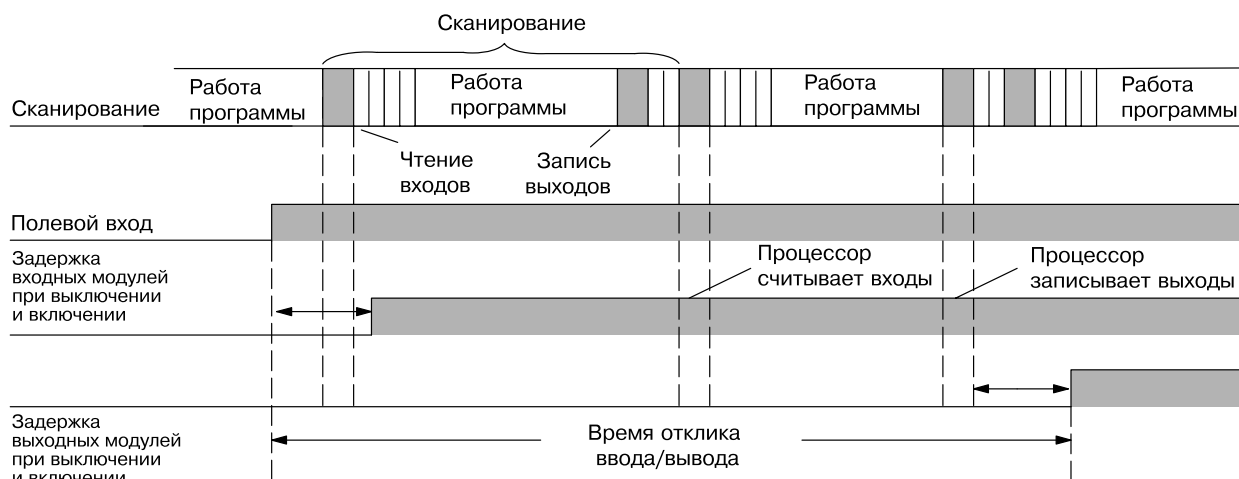 Сканирование
Сканирование
Работа
программы
Работа
программы
Работа
программы
Работа
программы
Чтение
входов
Запись
выходов
Полевой вход
Задержка
входных модулей
при выключении
и включении
Процессор
считывает входы
Процессор
записывает выходы
Задержка
выходных модулей
при выключении
и включении
Время отклика
ввода/вывода